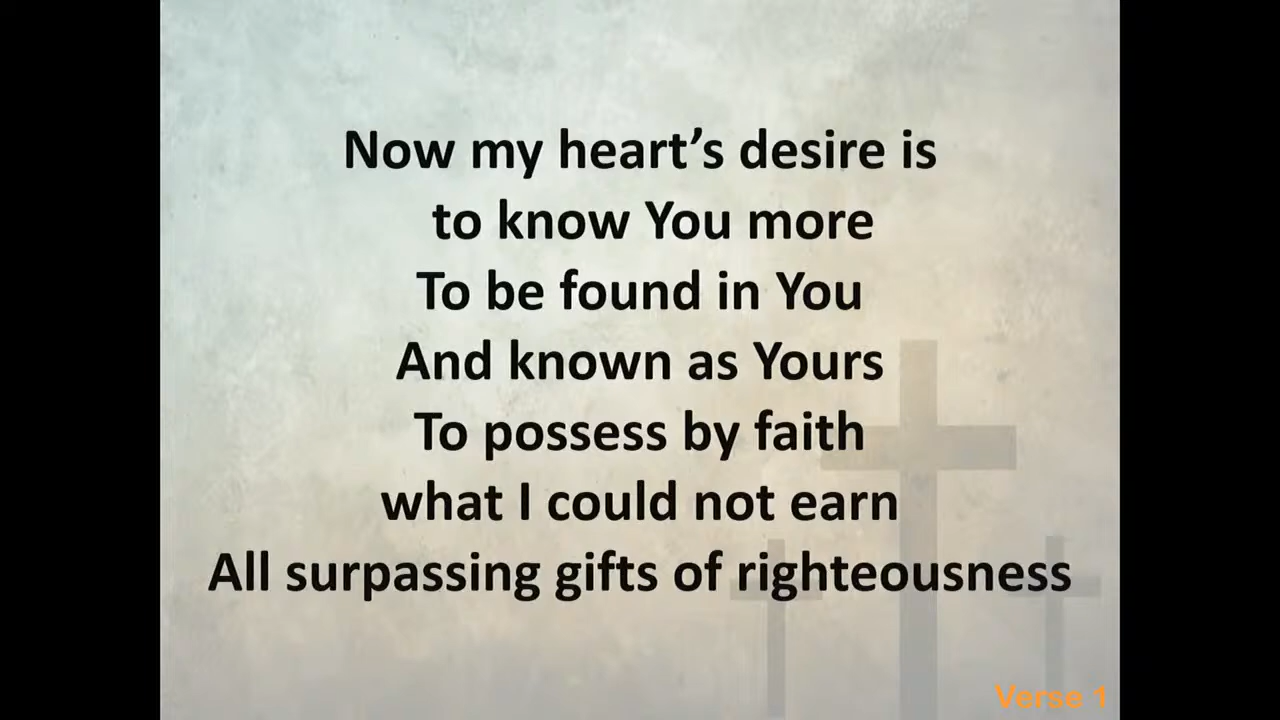 Now my heart’s desire is
to know You more
To be found in You
And known as Yours
To possess by faith
what I could not earn
All surpassing gifts of righteousness
Verse 1